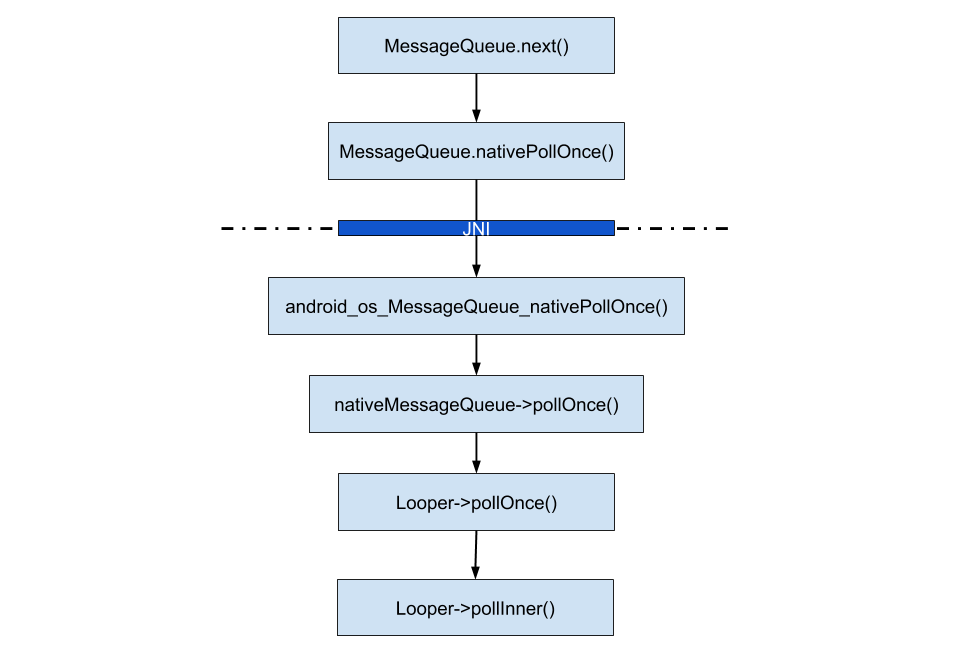 MessageQueue.next()
MessageQueue.nativePollOnce()
JNI
android_os_MessageQueue_nativePollOnce()
nativeMessageQueue->pollOnce()
Looper->pollOnce()
Looper->pollInner()